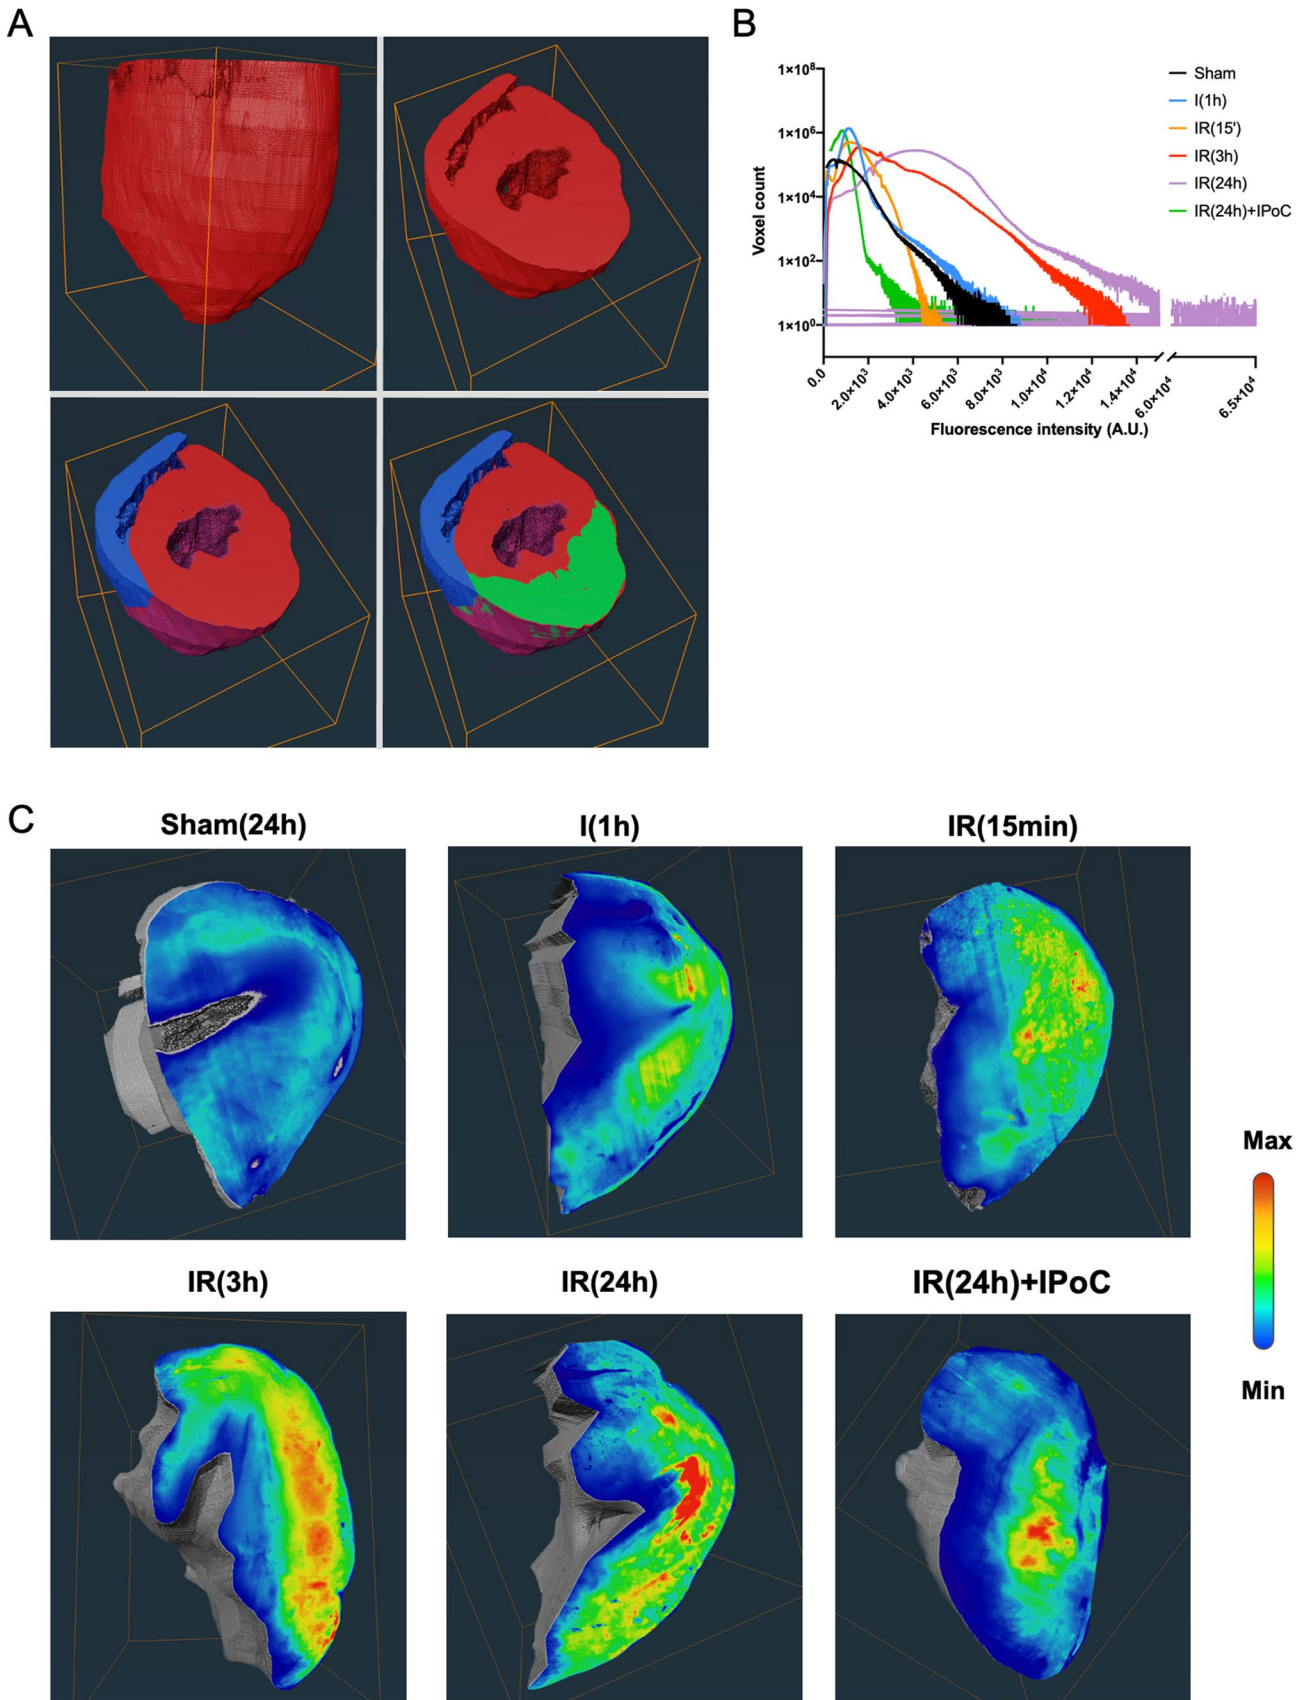 A
B
1×10⁸
1×10⁶
1×10⁴
1×10²
1×10⁰
Voxel count
0.0
2.0×10³
4.0×10³
6.0×10³
8.0×10³
1.0×10⁴
1.2×10⁴
1.4×10⁴
6.0×10⁴
6.5×10⁴
Fluorescence intensity (A.U.)
Sham
I(1h)
IR(15')
IR(3h)
IR(24h)
IR(24h)+IPoC
C
Sham(24h)
I(1h)
IR(15min)
IR(3h)
IR(24h)
IR(24h)+IPoC
Max
Min